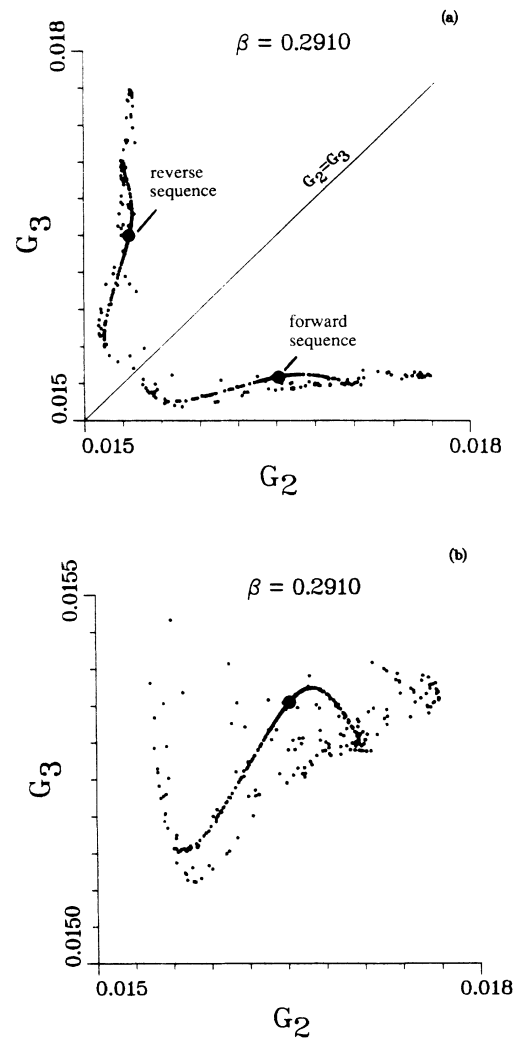 (a)
β = 0.2910
0.018
G₂=G₃
reverse
sequence
G₃
forward
sequence
0.015
0.015
0.018
G₂
(b)
β = 0.2910
0.0155
G₃
0.0150
0.015
0.018
G₂